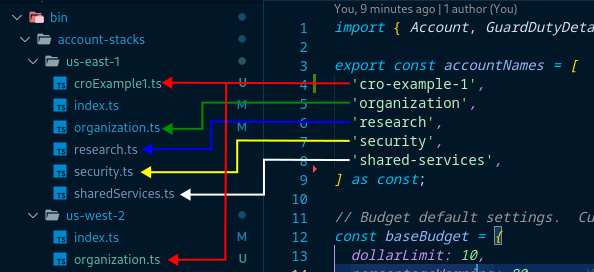 bin
account-stacks
us-east-1
croExample1.ts U
index.ts M
organization.ts M
research.ts
security.ts
sharedServices.ts
us-west-2
index.ts M
organization.ts U
You, 9 minutes ago | 1 author (You)
1 import { Account, GuardDutyDeta
2
3 export const accountNames = [
4 'cro-example-1',
5 'organization',
6 'research',
7 'security',
8 'shared-services',
9 ] as const;
10
11 // Budget default settings. Cu
12 const baseBudget = {
13 dollarLimit: 10,